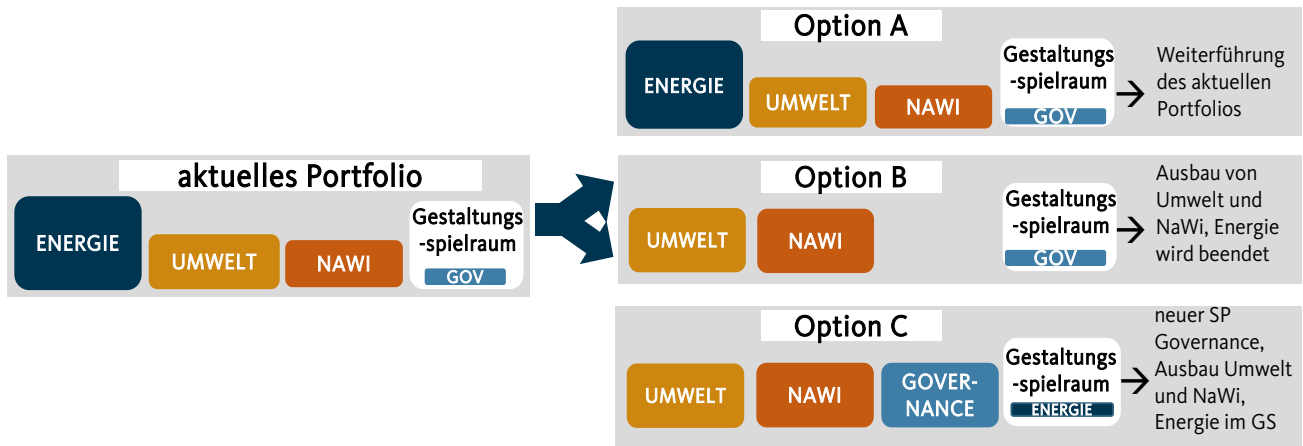 aktuelles Portfolio
ENERGIE
UMWELT
NAWI
Gestaltungs
-spielraum
GOV
Option A
ENERGIE
UMWELT
NAWI
Gestaltungs
-spielraum
GOV
→ Weiterführung
des aktuellen
Portfolios
Option B
UMWELT
NAWI
Gestaltungs
-spielraum
GOV
→ Ausbau von
Umwelt und
NaWi, Energie
wird beendet
Option C
UMWELT
NAWI
GOVER-
NANCE
Gestaltungs
-spielraum
ENERGIE
→ neuer SP
Governance,
Ausbau Umwelt
und NaWi,
Energie im GS